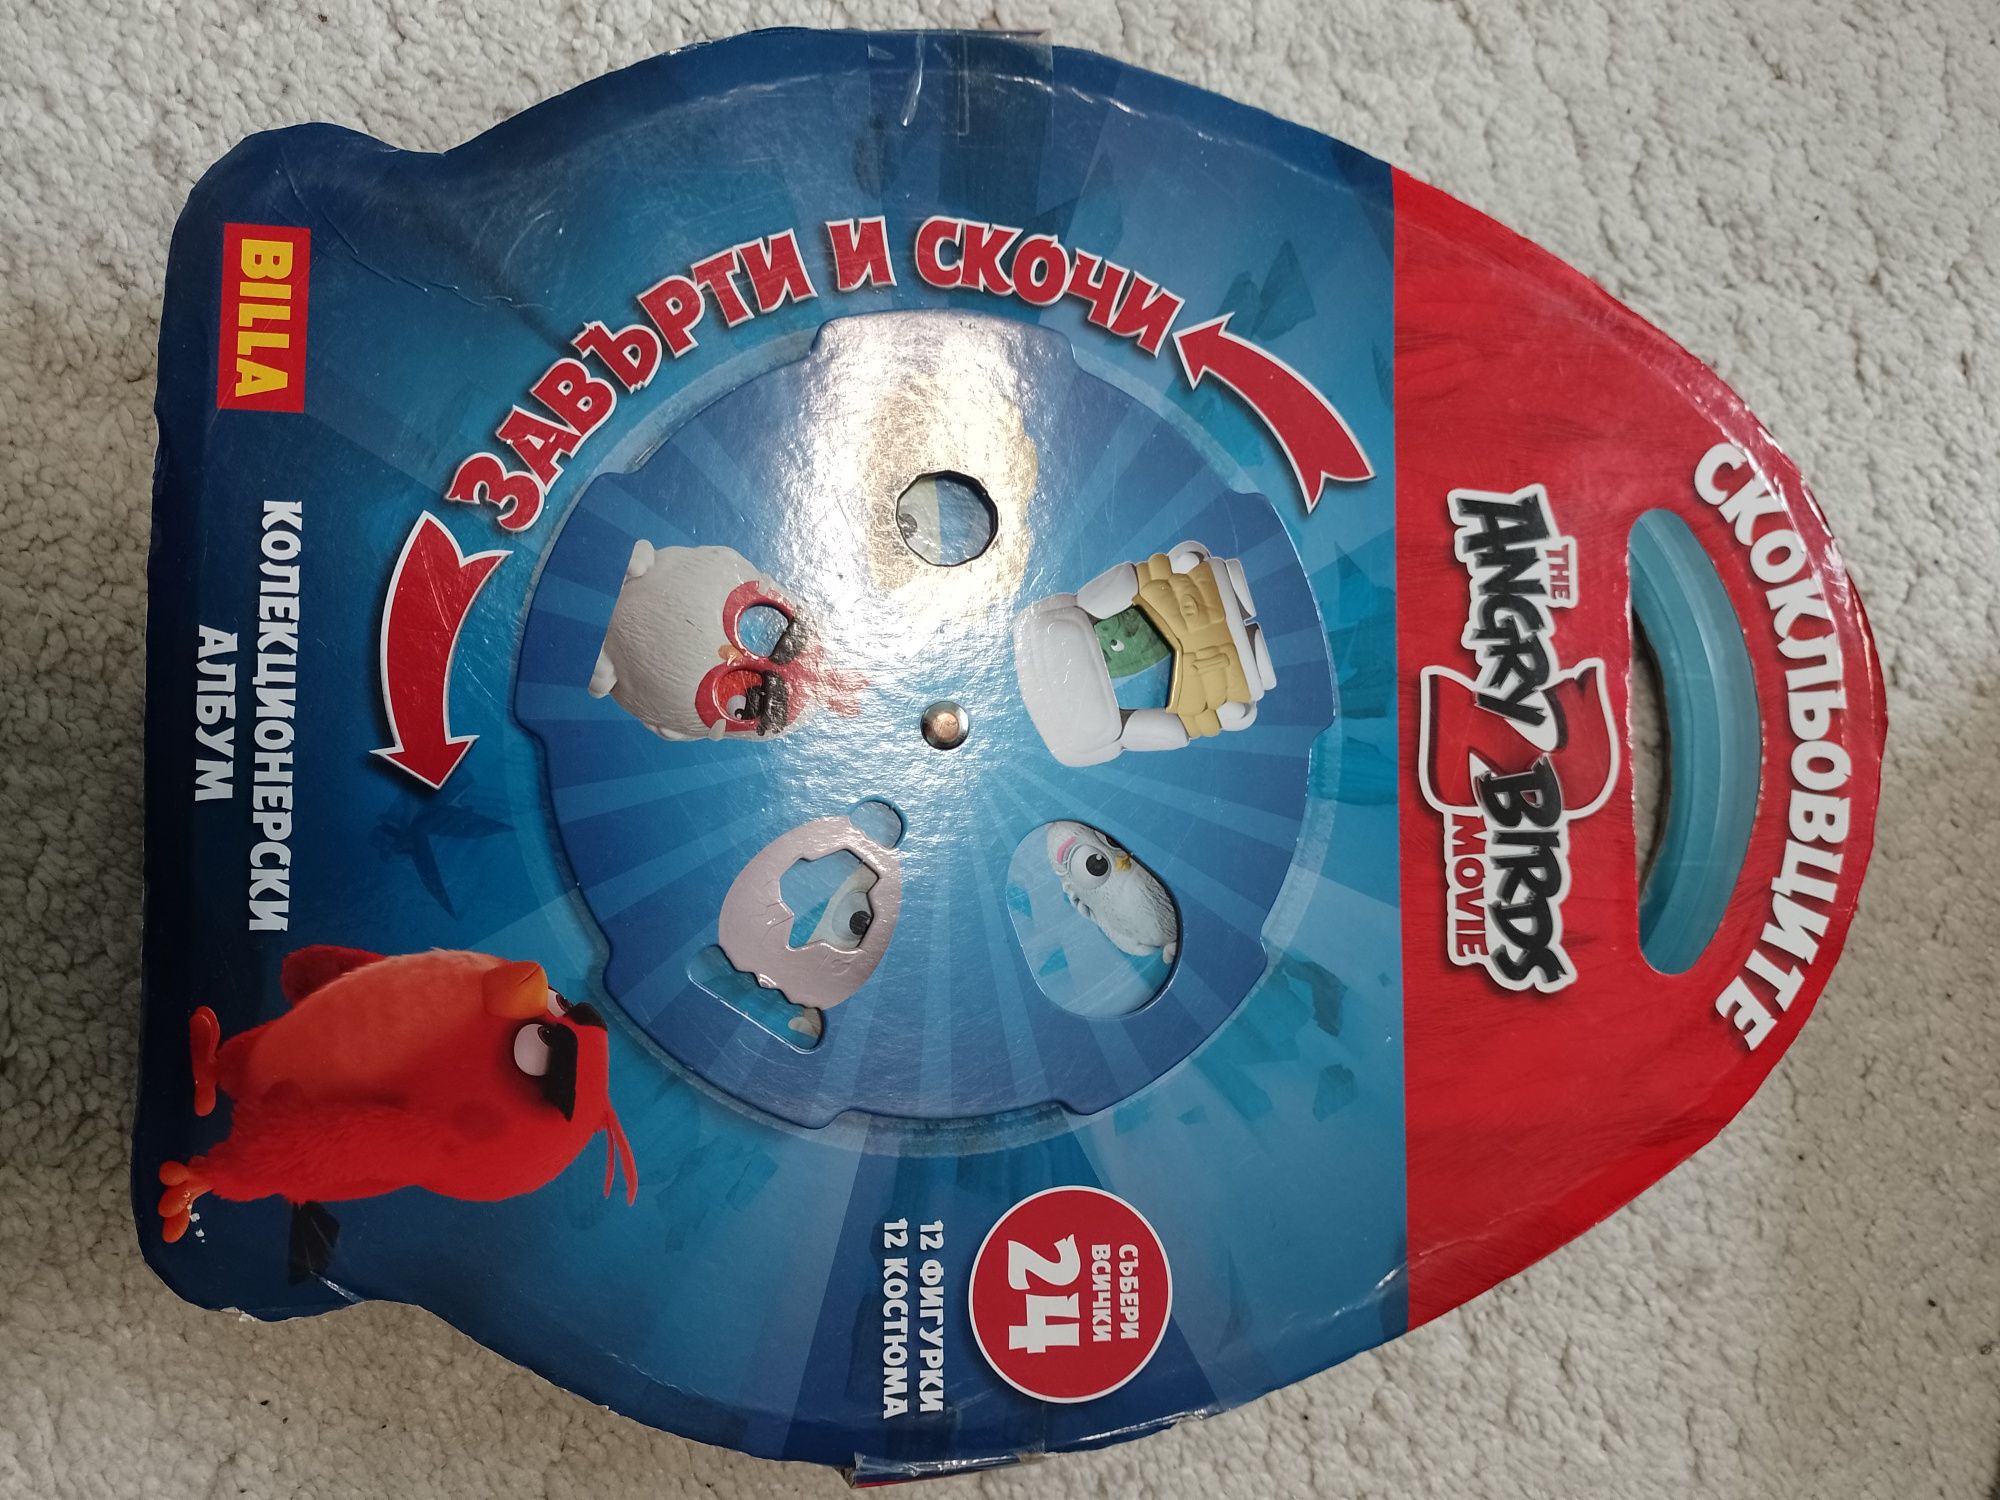 СКОКЛЬОВЦИТЕ
THE
ANGRY BIRDS
2
MOVIE
ЗАВЪРТИ И СКОЧИ
СЪБЕРИ
ВСИЧКИ
24
12 ФИГУРКИ
12 КОСТЮМА
BILLA
КОЛЕКЦИОНЕРСКИ
АЛБУМ